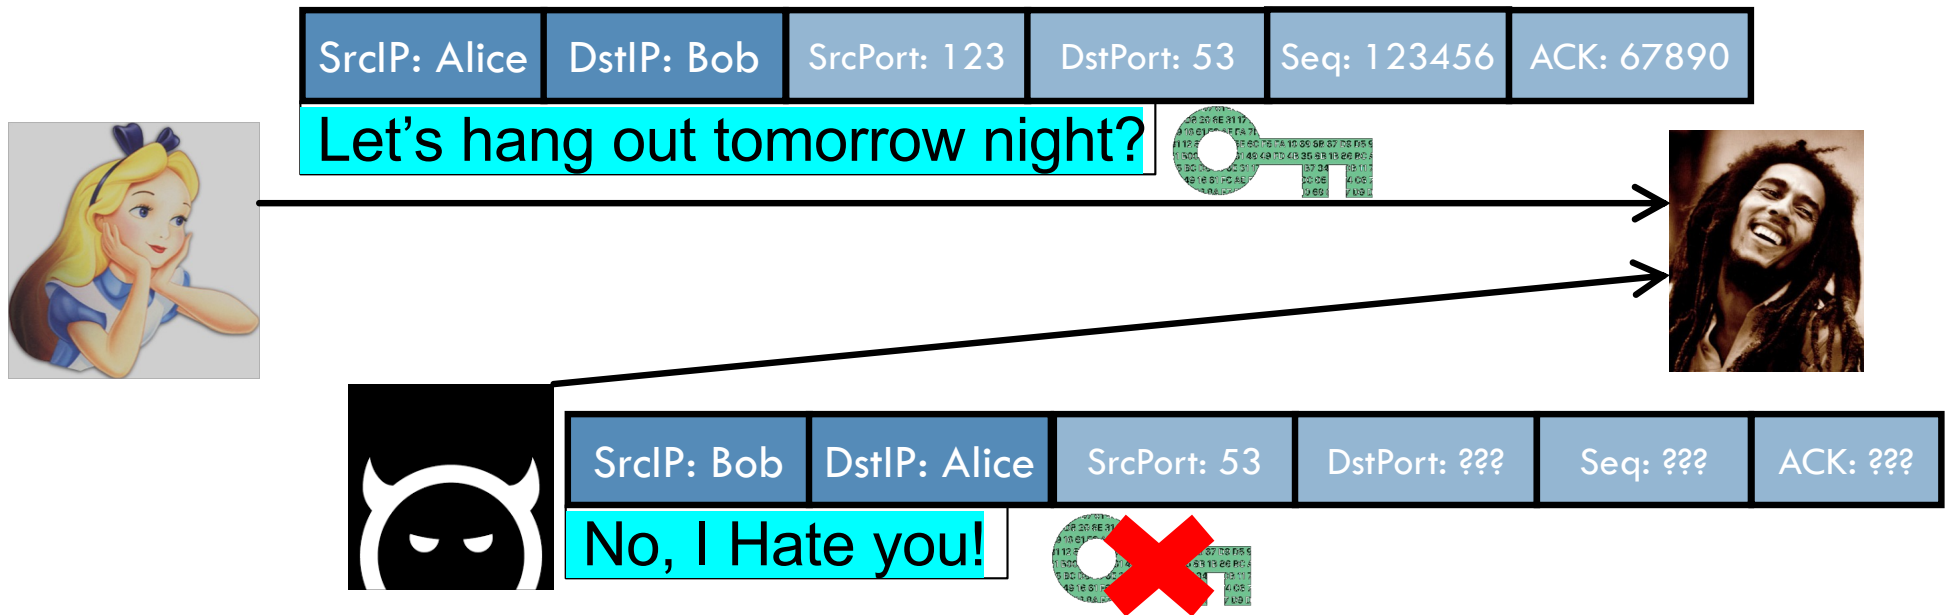 SrcIP: Alice DstIP: Bob SrcPort: 123 DstPort: 53 Seq: 123456 ACK: 67890
Let’s hang out tomorrow night?
SrcIP: Bob DstIP: Alice SrcPort: 53 DstPort: ??? Seq: ??? ACK: ???
No, I Hate you!